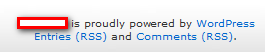 is proudly powered by WordPress
Entries (RSS) and Comments (RSS).